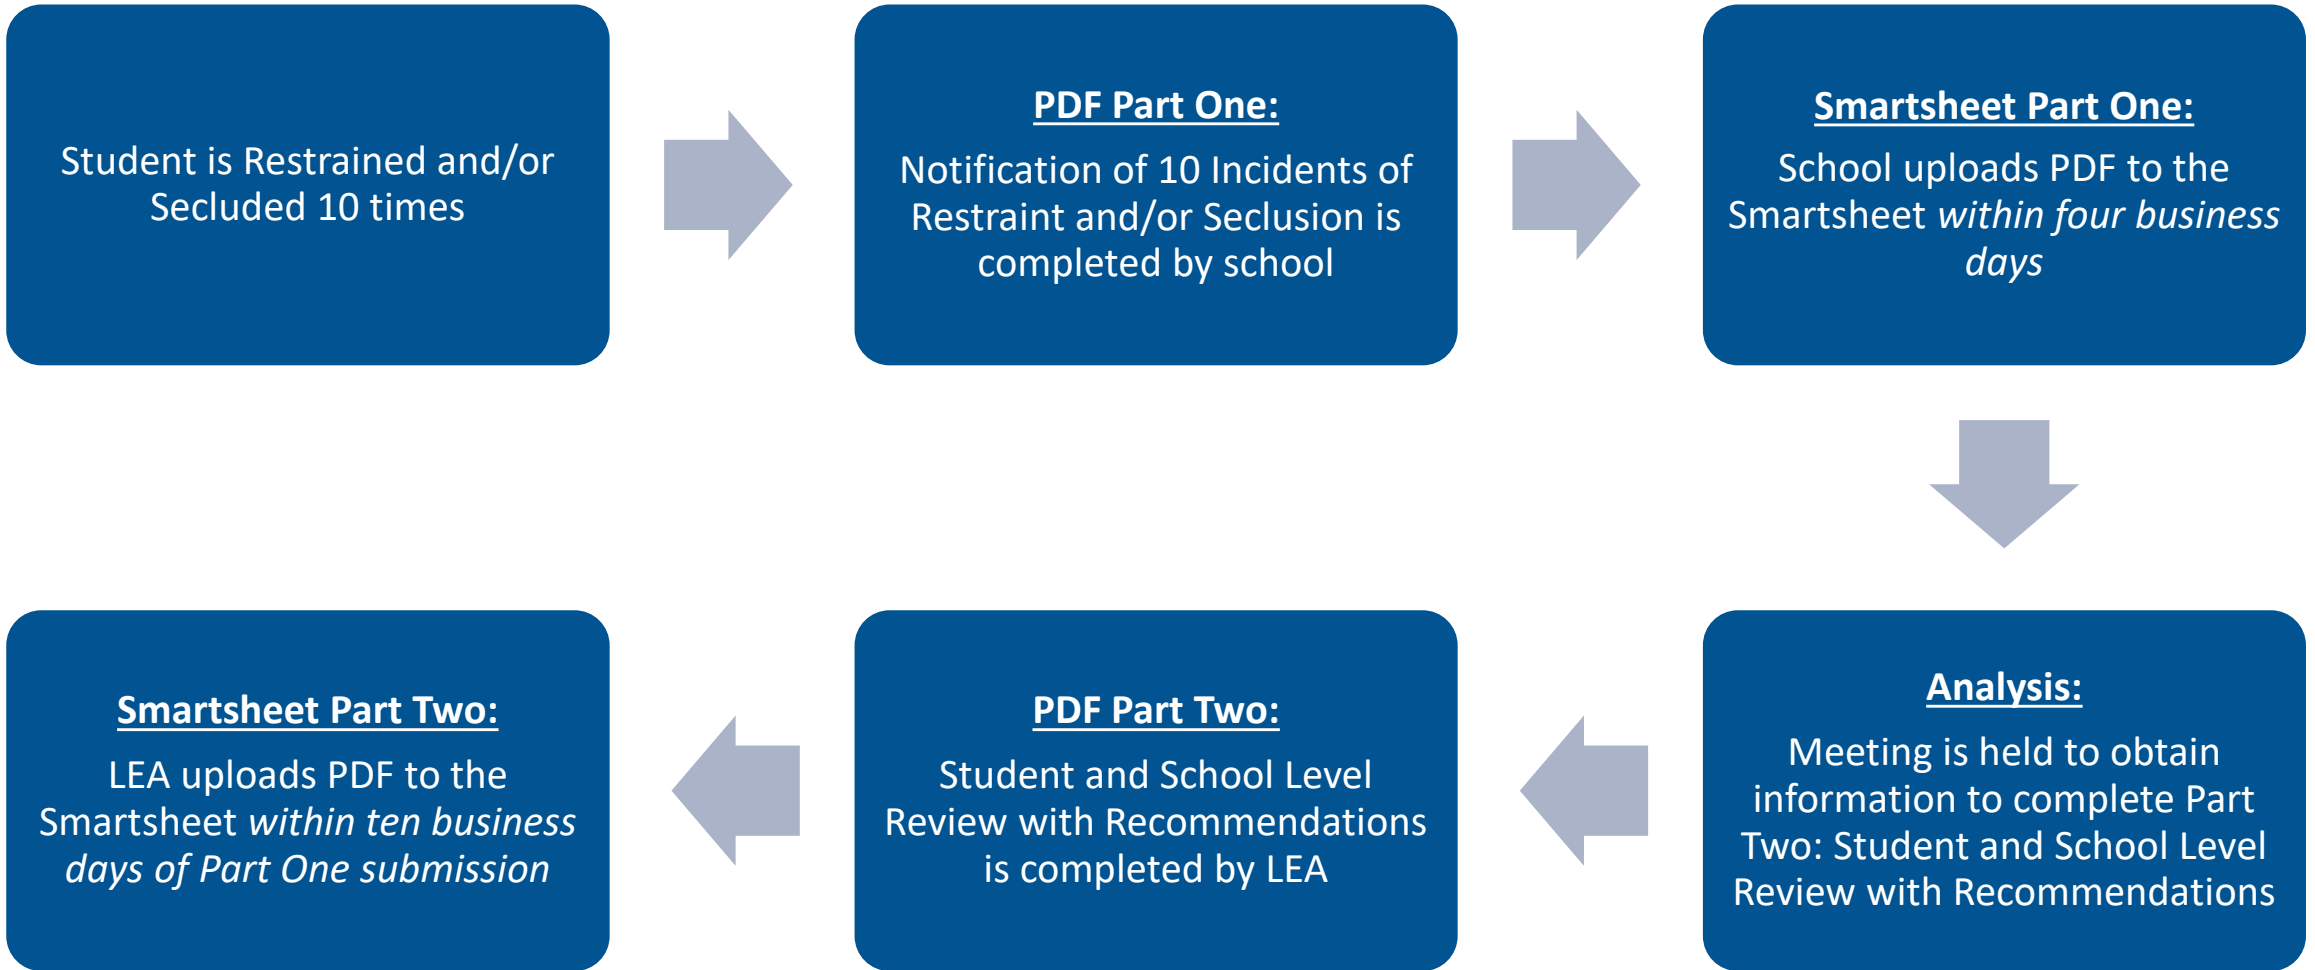 Student is Restrained and/or
Secluded 10 times
PDF Part One:
Notification of 10 Incidents of
Restraint and/or Seclusion is
completed by school
Smartsheet Part One:
School uploads PDF to the
Smartsheet within four business
days
Analysis:
Meeting is held to obtain
information to complete Part
Two: Student and School Level
Review with Recommendations
PDF Part Two:
Student and School Level
Review with Recommendations
is completed by LEA
Smartsheet Part Two:
LEA uploads PDF to the
Smartsheet within ten business
days of Part One submission